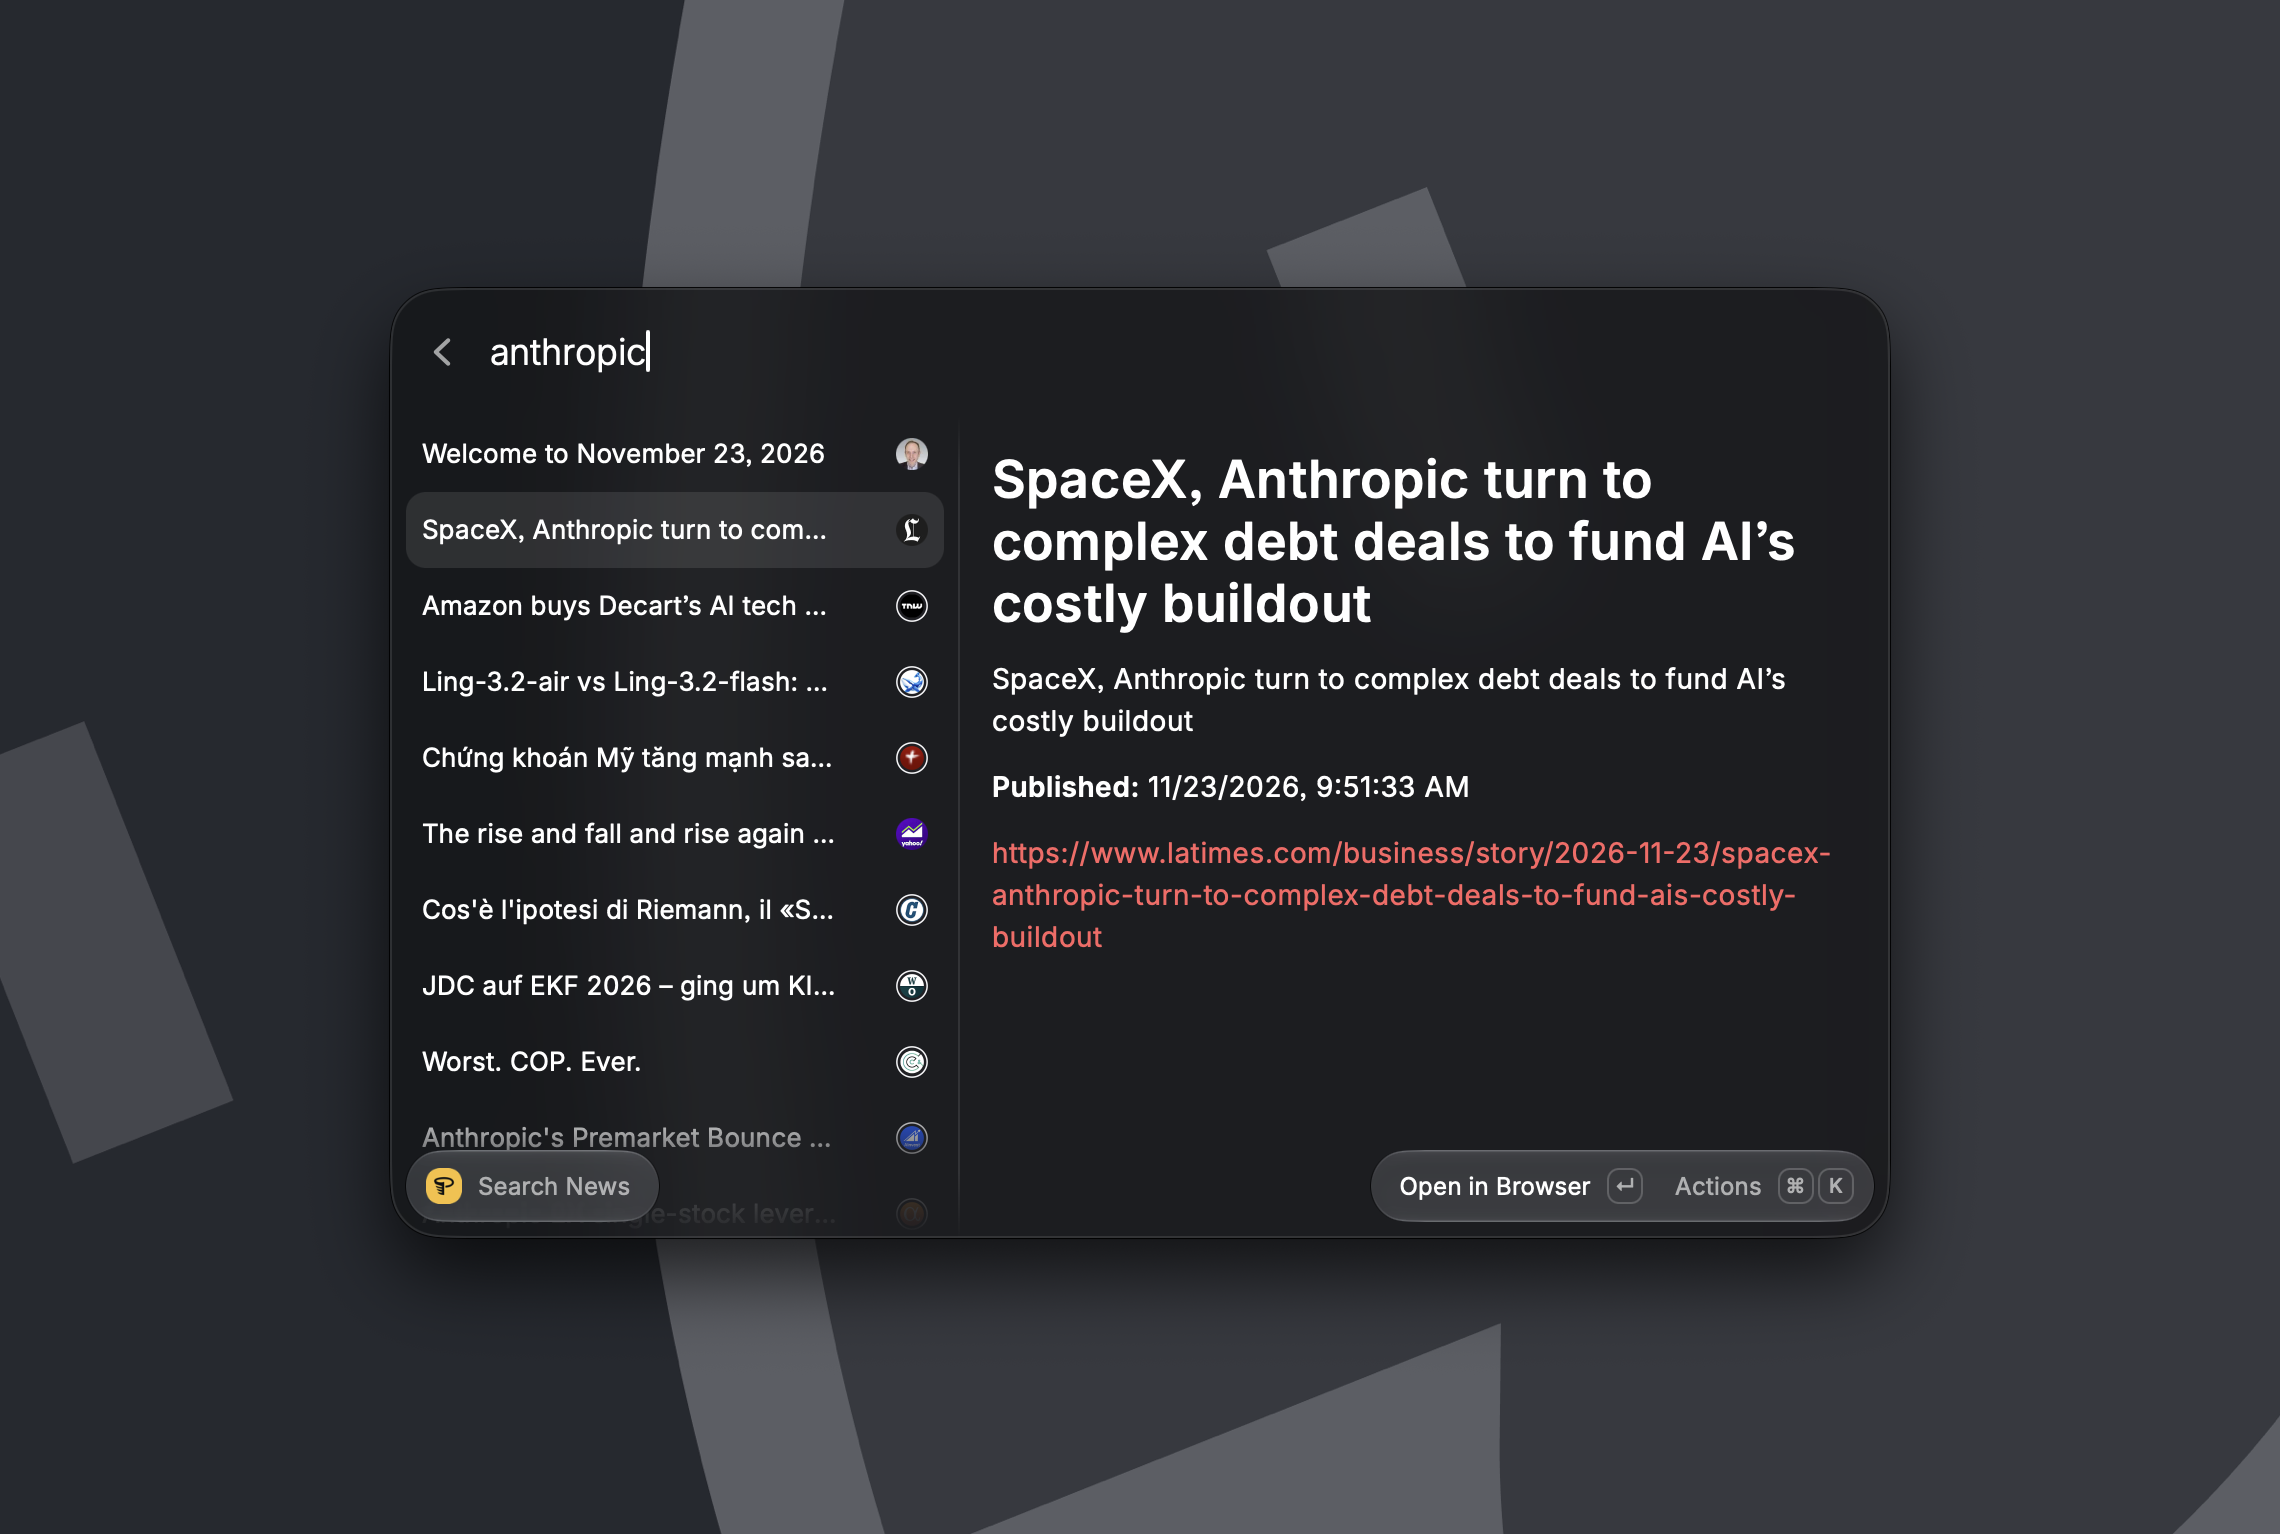 anthropic
Welcome to November 23, 2026
SpaceX, Anthropic turn to com...
Amazon buys Decart’s AI tech ...
Ling-3.2-air vs Ling-3.2-flash: ...
Chứng khoán Mỹ tăng mạnh sa...
The rise and fall and rise again ...
yahoo!
Cos'è l'ipotesi di Riemann, il «S...
JDC auf EKF 2026 – ging um KI...
Worst. COP. Ever.
Anthropic's Premarket Bounce ...
le-stock lever...
Search News
SpaceX, Anthropic turn to
complex debt deals to fund AI’s
costly buildout
SpaceX, Anthropic turn to complex debt deals to fund AI’s
costly buildout
Published: 11/23/2026, 9:51:33 AM
https://www.latimes.com/business/story/2026-11-23/spacex-
anthropic-turn-to-complex-debt-deals-to-fund-ais-costly-
buildout
Open in Browser ↵ Actions ⌘ K